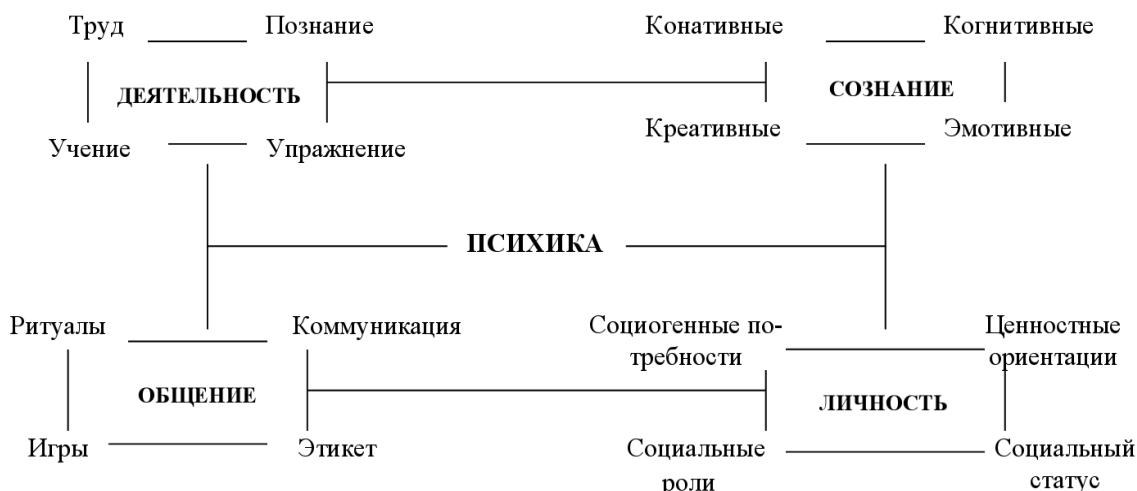 Труд Познание Конативные Когнитивные
ДЕЯТЕЛЬНОСТЬ СОЗНАНИЕ
Учение Упражнение Креативные Эмотивные
ПСИХИКА
Ритуалы Коммуникация Социогенные по- Ценностные
требности ориентации
ОБЩЕНИЕ ЛИЧНОСТЬ
Игры Этикет Социальные Социальный
роли статус